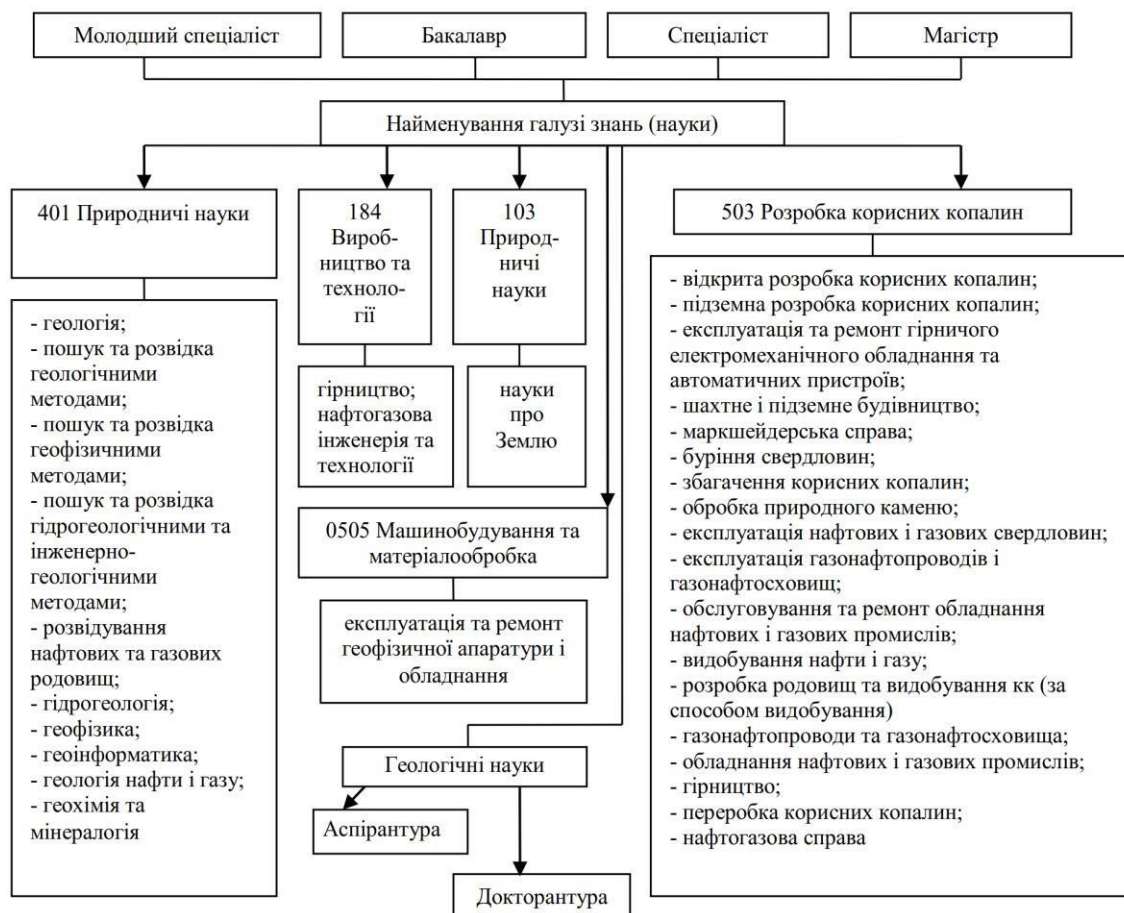 Молодший спеціаліст
Бакалавр
Спеціаліст
Магістр
Найменування галузі знань (науки)
401 Природничі науки
184
Вироб-
ництво та
техноло-
гії
103
Природ-
ничі
науки
503 Розробка корисних копалин
- геологія;
- пошук та розвідка
геологічними
методами;
- пошук та розвідка
геофізичними
методами;
- пошук та розвідка
гідрогеологічними та
інженерно-
геологічними
методами;
- розвідування
нафтових та газових
родовищ;
- гідрогеологія;
- геофізика;
- геоінформатика;
- геологія нафти і газу;
- геохімія та
мінералогія
гірництво;
нафтогазова
інженерія та
технології
науки
про
Землю
0505 Машинобудування та
матеріалообробка
експлуатація та ремонт
геофізичної апаратури і
обладнання
Геологічні науки
Аспірантура
Докторантура
- відкрита розробка корисних копалин;
- підземна розробка корисних копалин;
- експлуатація та ремонт гірничого
електромеханічного обладнання та
автоматичних пристроїв;
- шахтне і підземне будівництво;
- маркшейдерська справа;
- буріння свердловин;
- збагачення корисних копалин;
- обробка природного каменю;
- експлуатація нафтових і газових свердловин;
- експлуатація газонафтопроводів і
газонафтосховищ;
- обслуговування та ремонт обладнання
нафтових і газових промислів;
- видобування нафти і газу;
- розробка родовищ та видобування кк (за
способом видобування)
- газонафтопроводи та газонафтосховища;
- обладнання нафтових і газових промислів;
- гірництво;
- переробка корисних копалин;
- нафтогазова справа